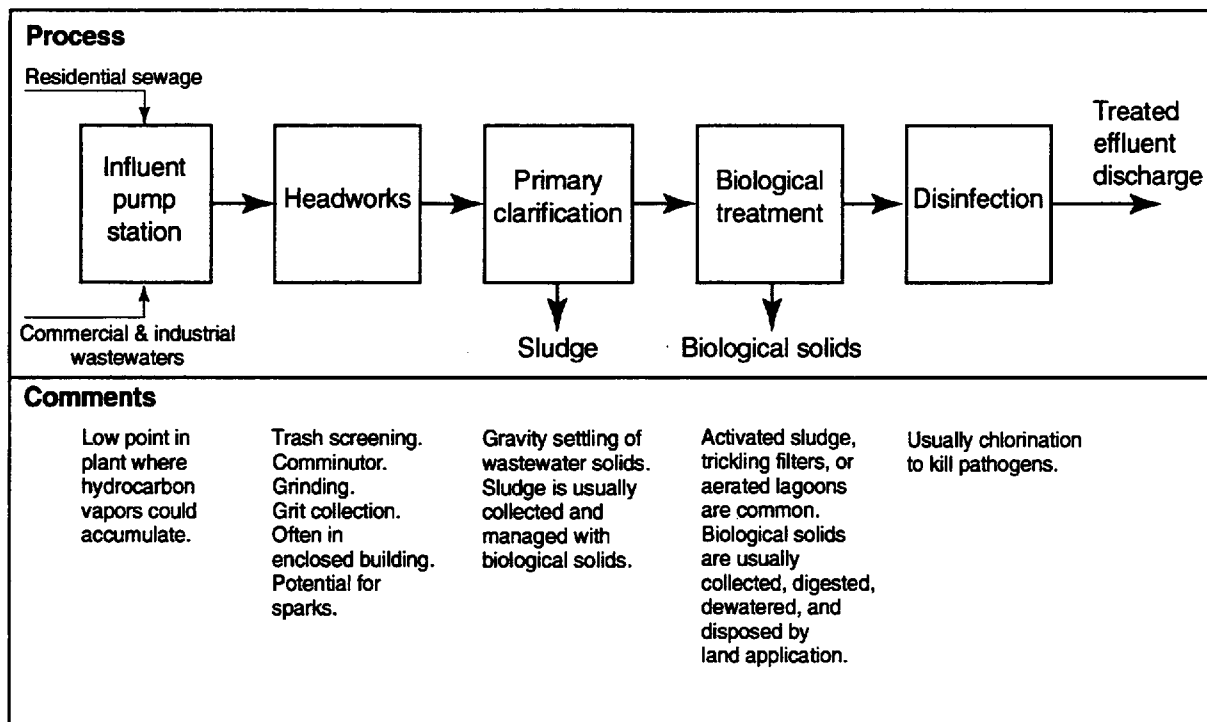 Process
Residential sewage
Influent
pump
station
Commercial & industrial
wastewaters
Headworks
Primary
clarification
Sludge
Biological
treatment
Biological solids
Disinfection
Treated
effluent
discharge
Comments
Low point in
plant where
hydrocarbon
vapors could
accumulate.
Trash screening.
Comminutor.
Grinding.
Grit collection.
Often in
enclosed building.
Potential for
sparks.
Gravity settling of
wastewater solids.
Sludge is usually
collected and
managed with
biological solids.
Activated sludge,
trickling filters, or
aerated lagoons
are common.
Biological solids
are usually
collected, digested,
dewatered, and
disposed by
land application.
Usually chlorination
to kill pathogens.